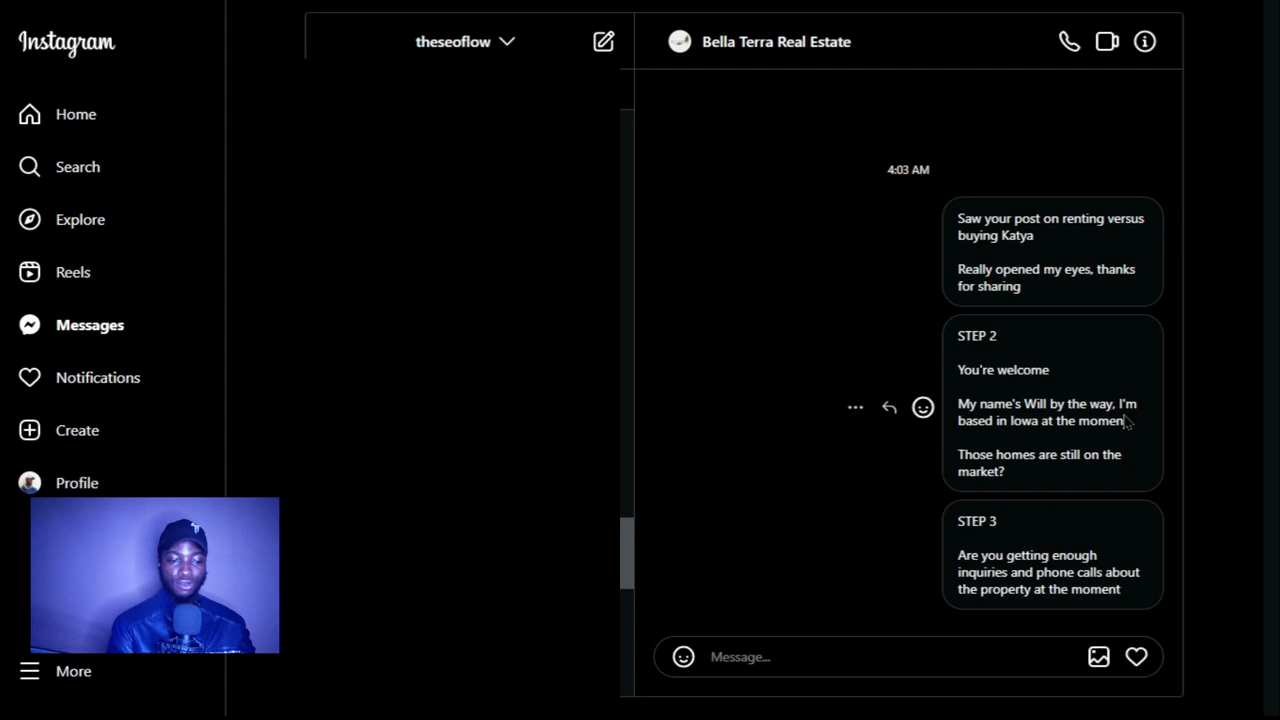 Instagram
Home
Search
Explore
Reels
Messages
Notifications
Create
Profile
More
theseoflow
Bella Terra Real Estate
4:03 AM
Saw your post on renting versus
buying Katya
Really opened my eyes, thanks
for sharing
STEP 2
You're welcome
My name's Will by the way, I'm
based in Iowa at the moment
Those homes are still on the
market?
STEP 3
Are you getting enough
inquiries and phone calls about
the property at the moment
Message...